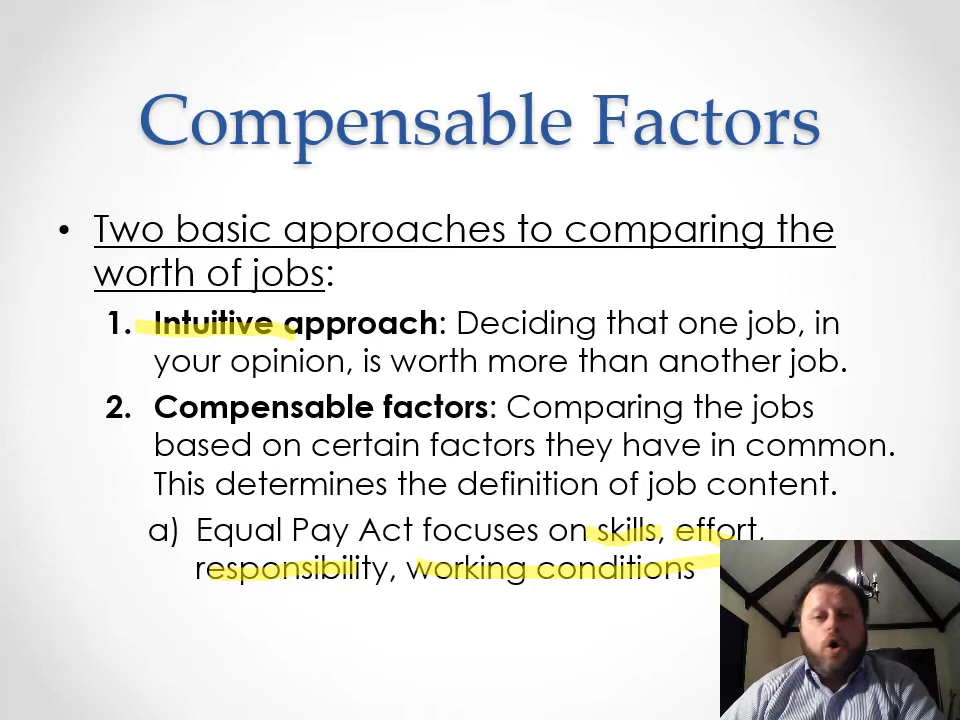 Compensable Factors
• Two basic approaches to comparing the
worth of jobs:
1. Intuitive approach: Deciding that one job, in
your opinion, is worth more than another job.
2. Compensable factors: Comparing the jobs
based on certain factors they have in common.
This determines the definition of job content.
a) Equal Pay Act focuses on skills, effort,
responsibility, working conditions